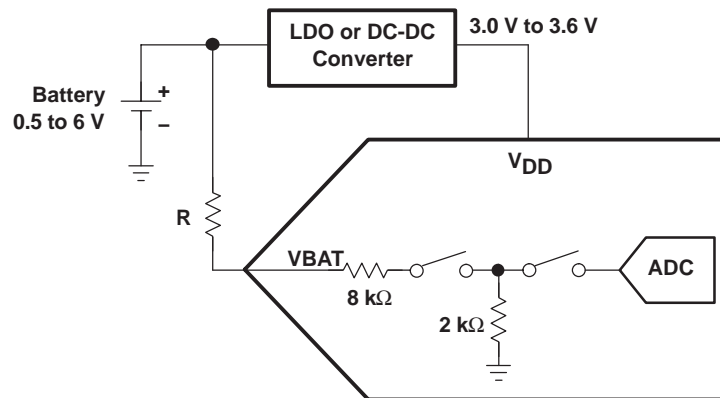 LDO or DC-DC
Converter
3.0 V to 3.6 V
Battery
0.5 to 6 V
+
–
VDD
R
VBAT
8 kΩ
2 kΩ
ADC